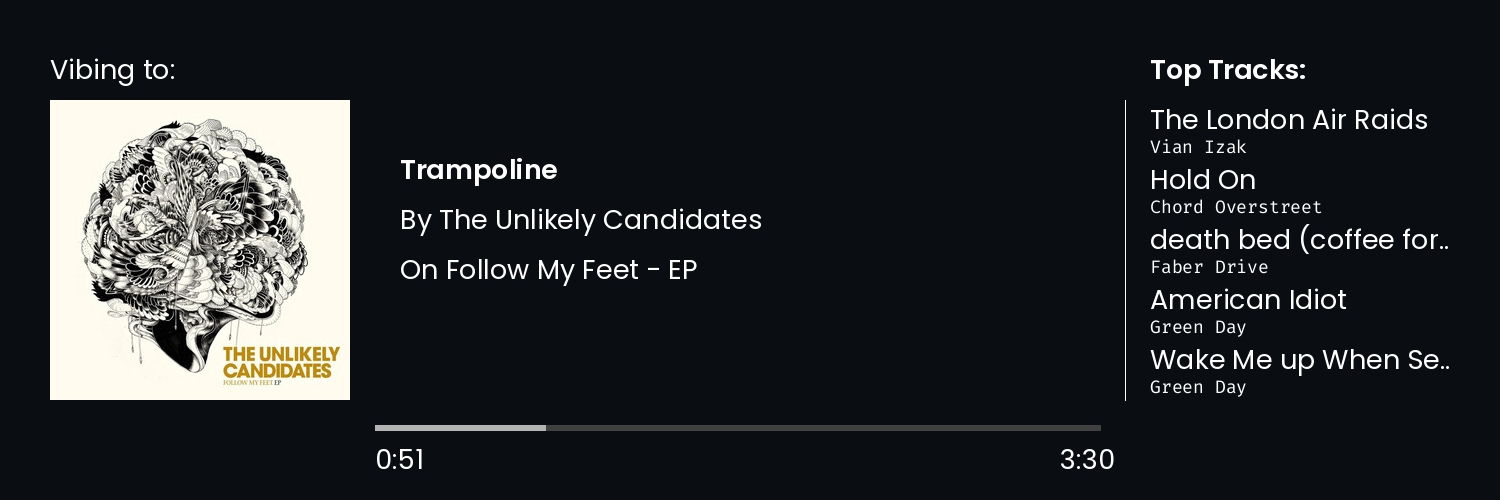 Vibing to:
THE UNLIKELY
CANDIDATES
FOLLOW MY FEET EP
Trampoline
By The Unlikely Candidates
On Follow My Feet - EP
0:51
3:30
Top Tracks:
The London Air Raids
Vian Izak
Hold On
Chord Overstreet
death bed (coffee for..
Faber Drive
American Idiot
Green Day
Wake Me up When Se..
Green Day